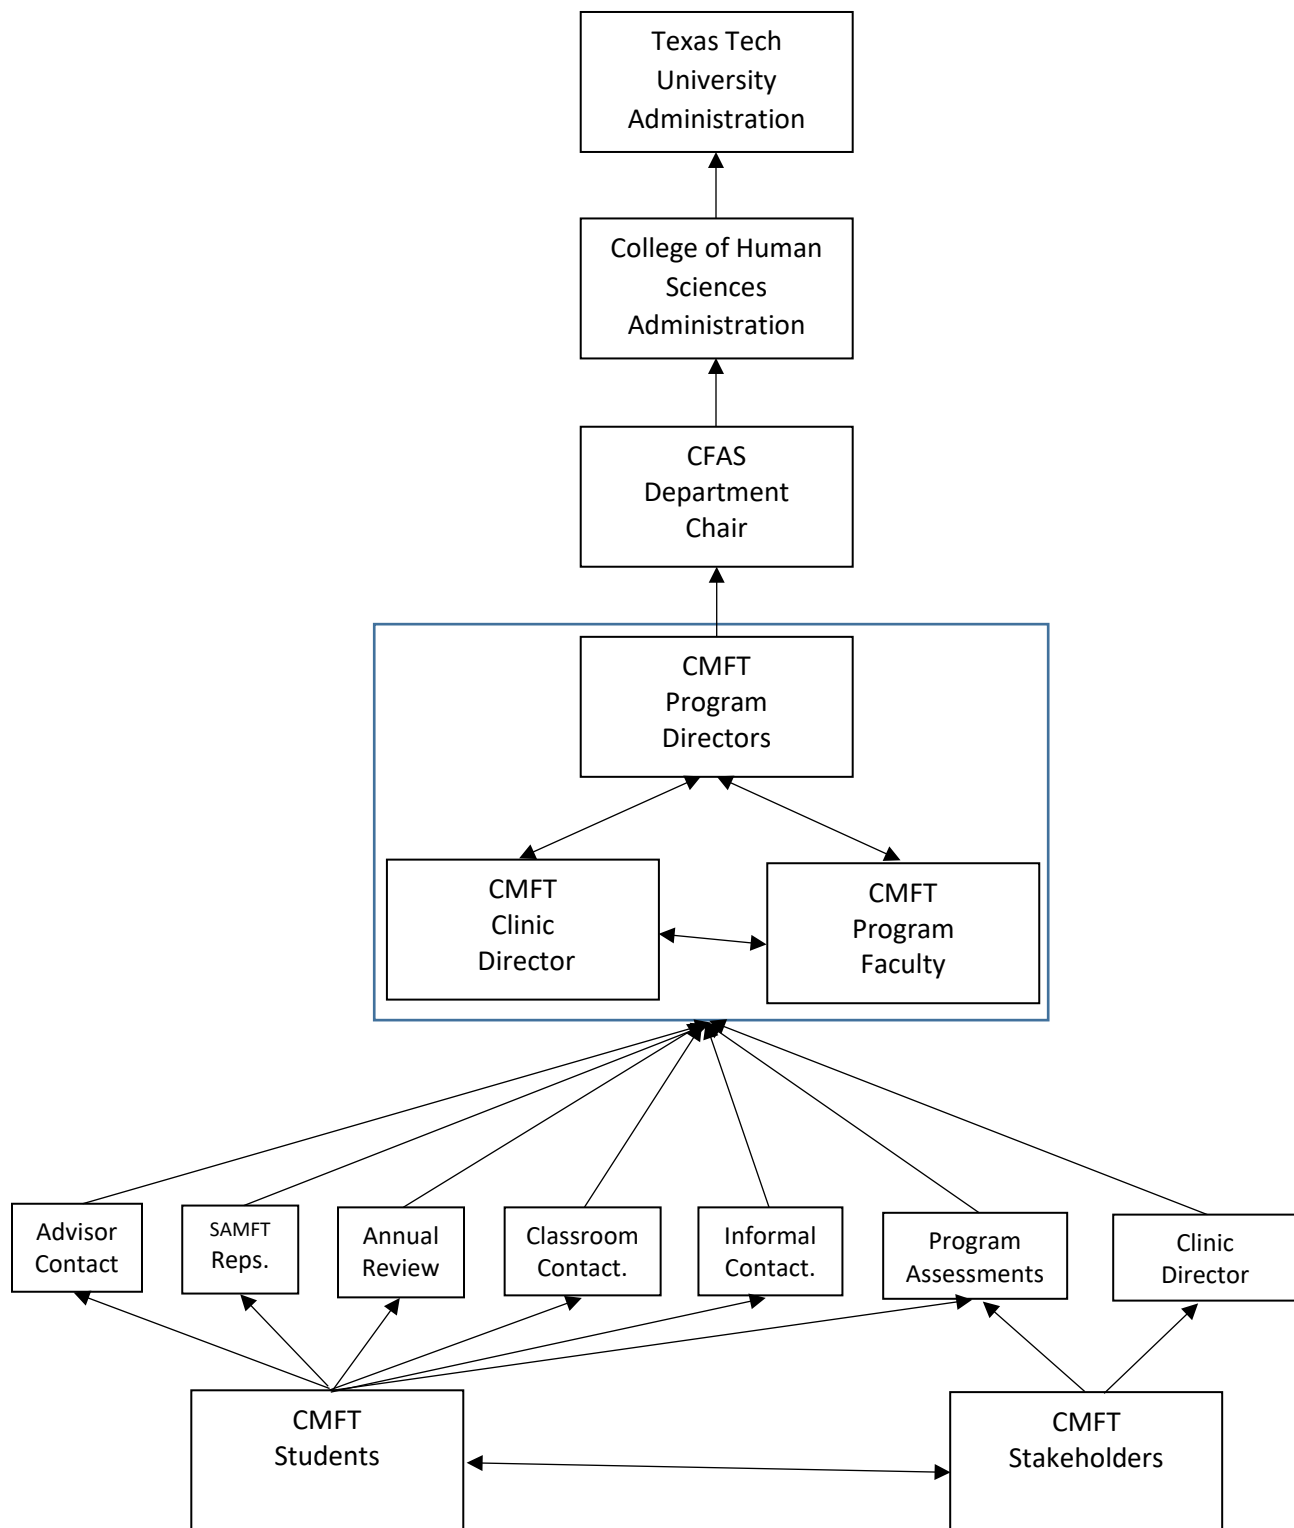 Texas Tech
University
Administration
College of Human
Sciences
Administration
CFAS
Department
Chair
CMFT
Program
Directors
CMFT
Clinic
Director
CMFT
Program
Faculty
Advisor
Contact
SAMFT
Reps.
Annual
Review
Classroom
Contact.
Informal
Contact.
Program
Assessments
Clinic
Director
CMFT
Students
CMFT
Stakeholders